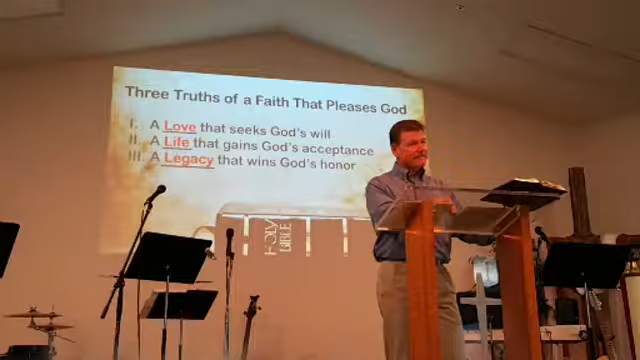 Three Truths of a Faith That Pleases God
I. A Love that seeks God's will
II. A Life that gains God's acceptance
III. A Legacy that wins God's honor
HOLY
BIBLE